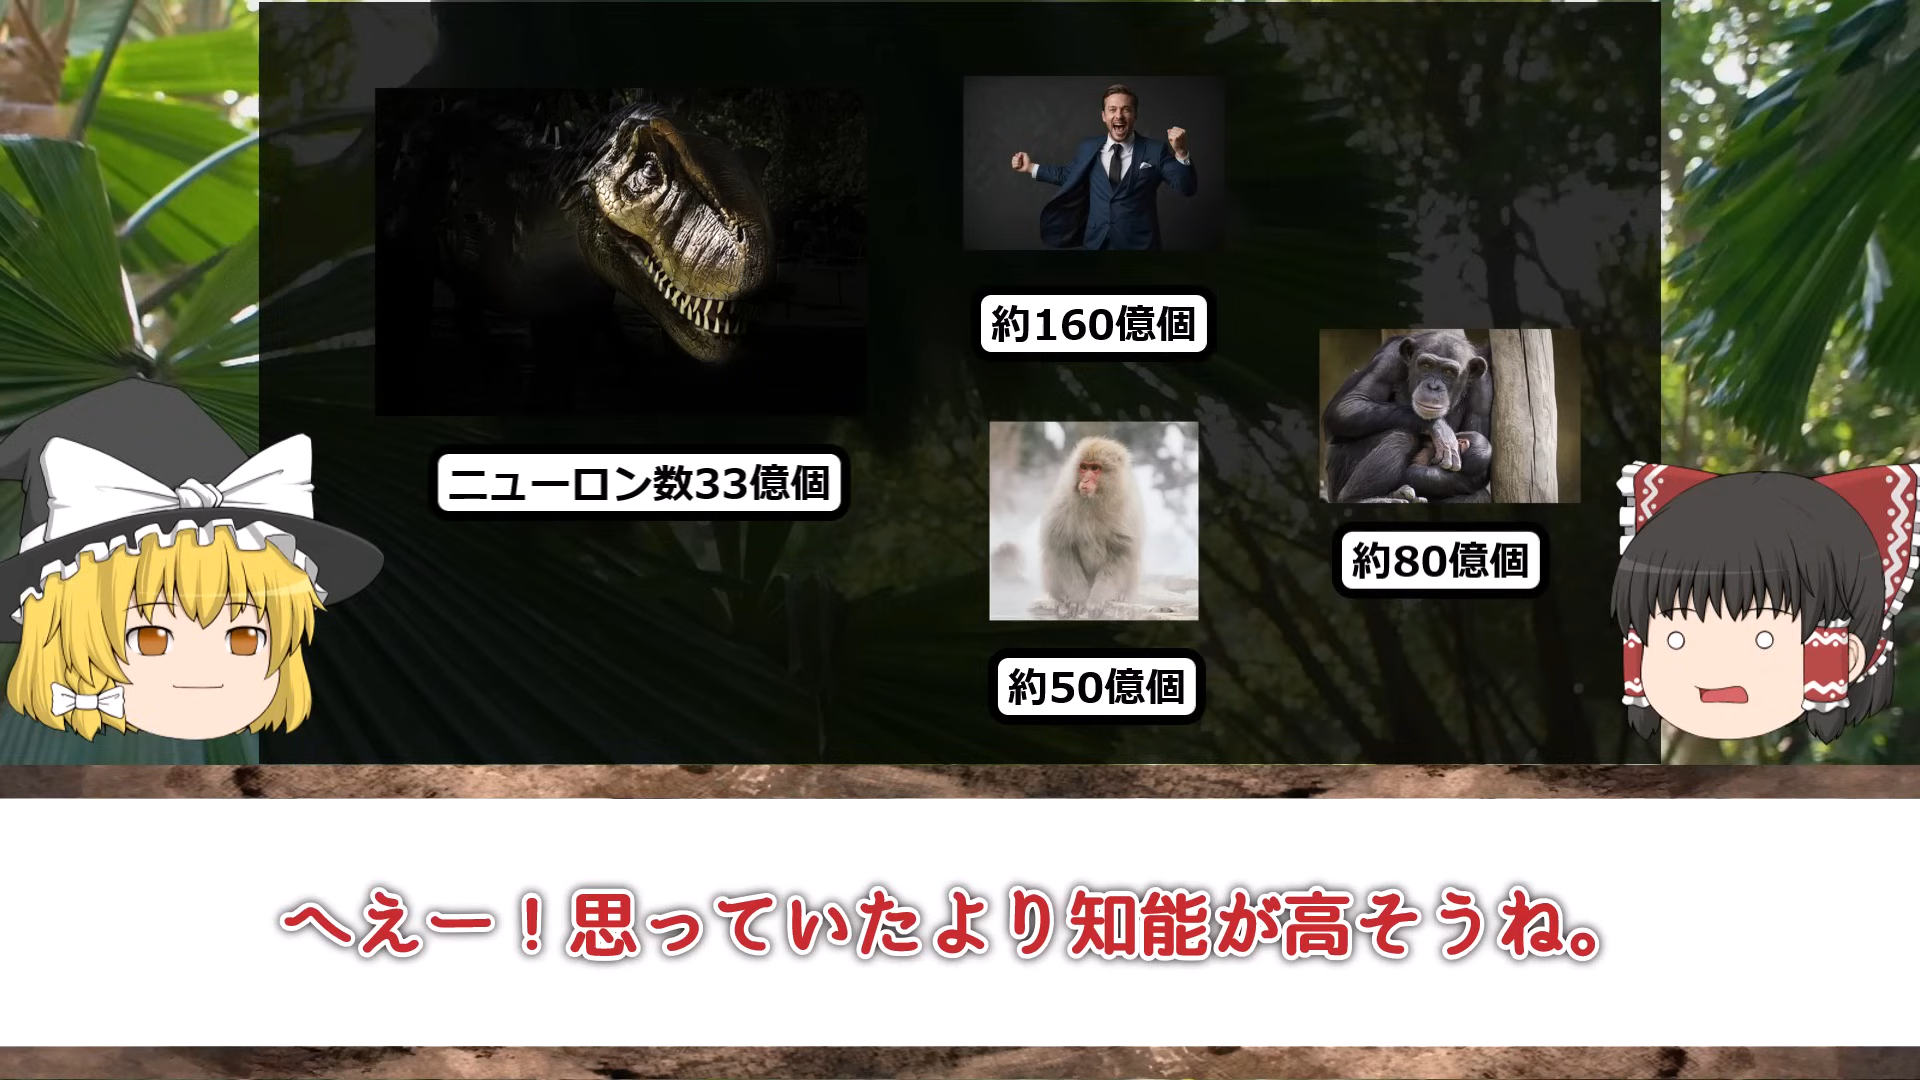 ニューロン数33億個
約160億個
約80億個
約50億個
へえー！思っていたより知能が高そうね。